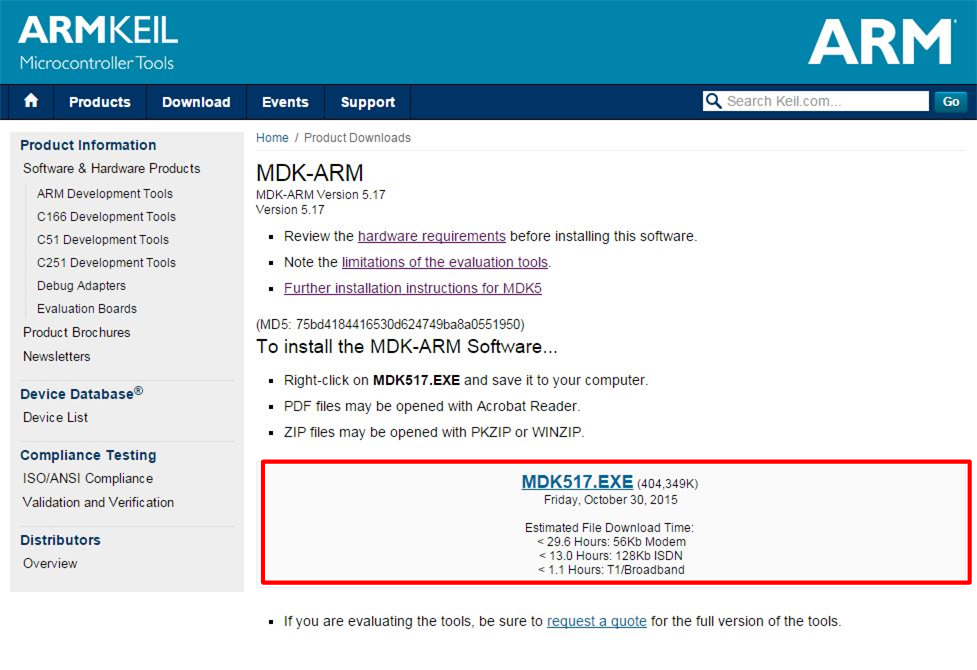 ARMKEIL
Microcontroller Tools
ARM
Products
Download
Events
Support
Search Keil.com...
Go
Product Information
Software & Hardware Products
ARM Development Tools
C166 Development Tools
C51 Development Tools
C251 Development Tools
Debug Adapters
Evaluation Boards
Product Brochures
Newsletters
Device Database®
Device List
Compliance Testing
ISO/ANSI Compliance
Validation and Verification
Distributors
Overview
Home / Product Downloads
MDK-ARM
MDK-ARM Version 5.17
Version 5.17
Review the hardware requirements before installing this software.
Note the limitations of the evaluation tools.
Further installation instructions for MDK5
(MD5: 75bd4184416530d624749ba8a0551950)
To install the MDK-ARM Software...
Right-click on MDK517.EXE and save it to your computer.
PDF files may be opened with Acrobat Reader.
ZIP files may be opened with PKZIP or WINZIP.
MDK517.EXE (404,349K)
Friday, October 30, 2015
Estimated File Download Time:
< 29.6 Hours: 56Kb Modem
< 13.0 Hours: 128Kb ISDN
< 1.1 Hours: T1/Broadband
If you are evaluating the tools, be sure to request a quote for the full version of the tools.